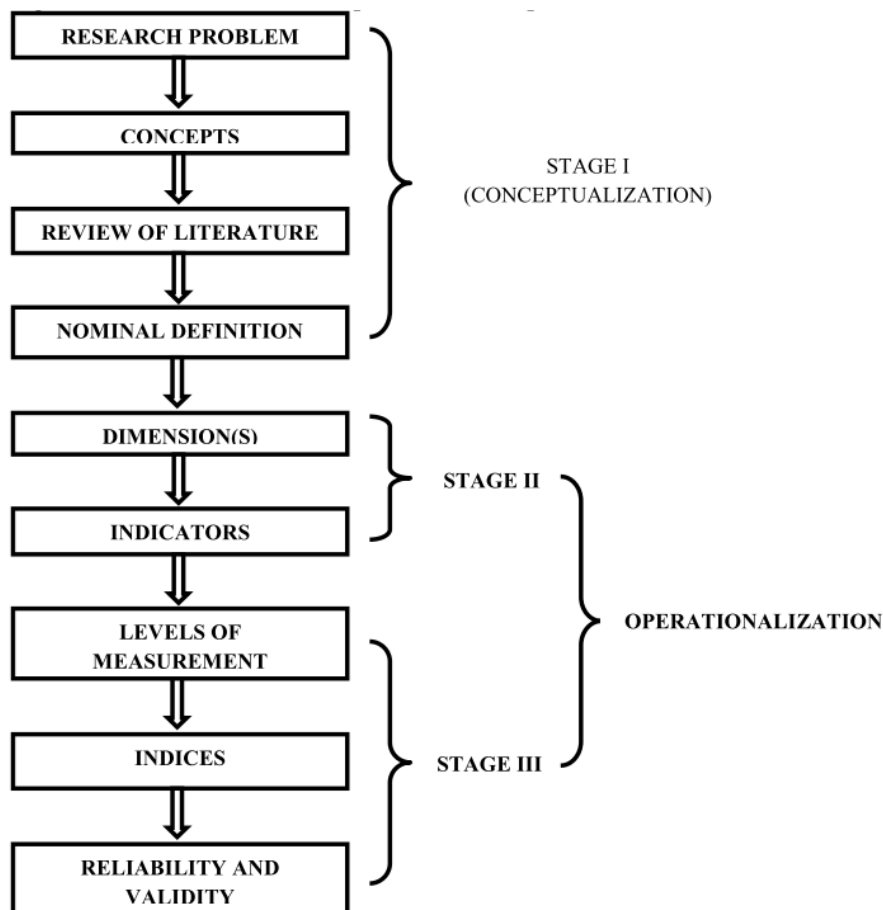 RESEARCH PROBLEM
CONCEPTS
STAGE I
(CONCEPTUALIZATION)
REVIEW OF LITERATURE
NOMINAL DEFINITION
DIMENSION(S)
STAGE II
INDICATORS
LEVELS OF
MEASUREMENT
OPERATIONALIZATION
INDICES
STAGE III
RELIABILITY AND
VALIDITY